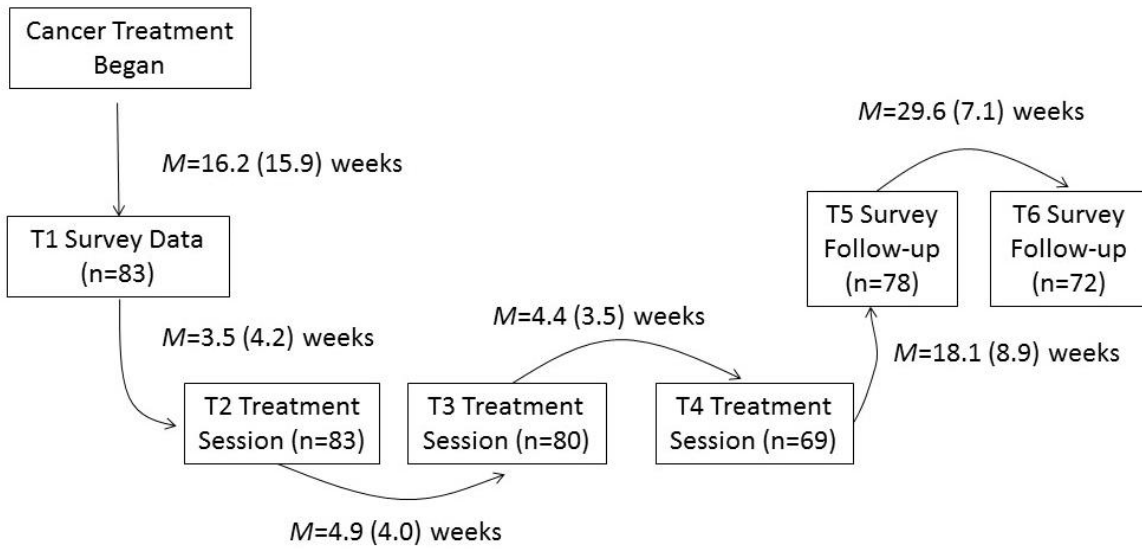 Cancer Treatment
Began
M=16.2 (15.9) weeks
T1 Survey Data
(n=83)
M=3.5 (4.2) weeks
T2 Treatment
Session (n=83)
M=4.9 (4.0) weeks
T3 Treatment
Session (n=80)
M=4.4 (3.5) weeks
T4 Treatment
Session (n=69)
M=18.1 (8.9) weeks
T5 Survey
Follow-up
(n=78)
M=29.6 (7.1) weeks
T6 Survey
Follow-up
(n=72)